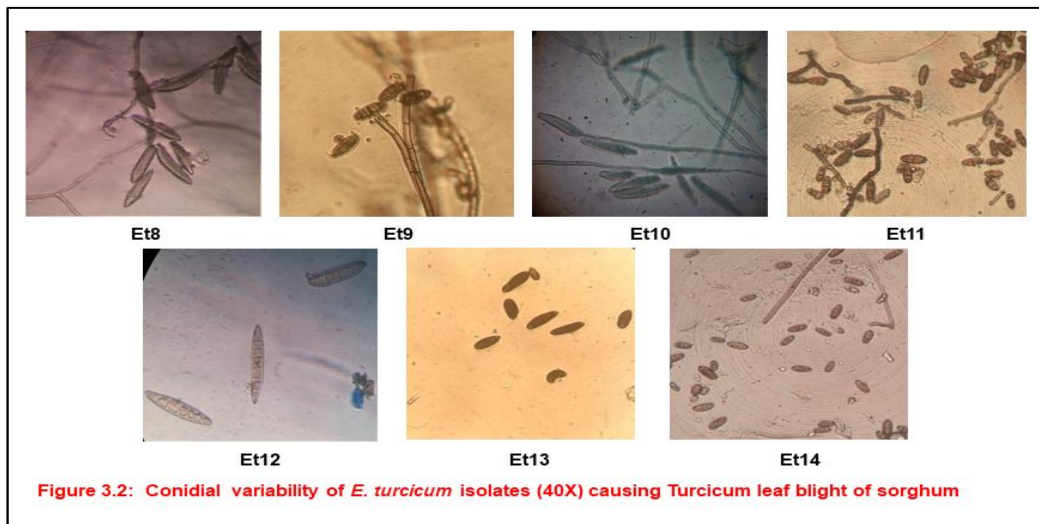 Et8 Et9 Et10 Et11
Et12 Et13 Et14
Figure 3.2: Conidial variability of E. turcicum isolates (40X) causing Turcicum leaf blight of sorghum